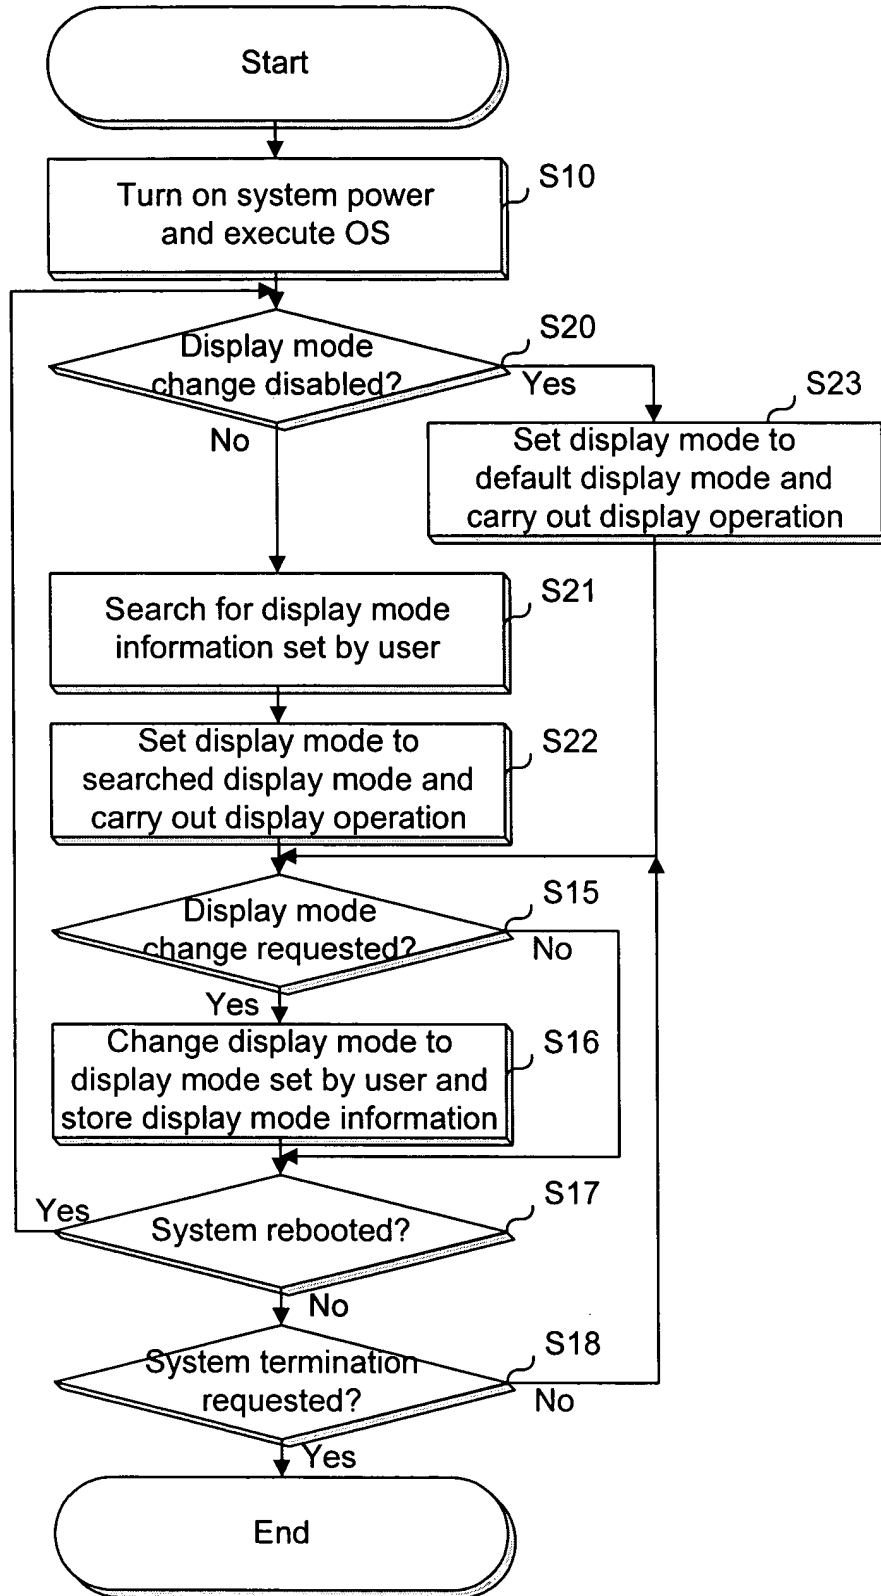 Start
Turn on system power
and execute OS
S10
Display mode
change disabled?
S20
Yes
No
S23
Set display mode to
default display mode and
carry out display operation
Search for display mode
information set by user
S21
Set display mode to
searched display mode and
carry out display operation
S22
Display mode
change requested?
S15
No
Yes
Change display mode to
display mode set by user and
store display mode information
S16
System rebooted?
S17
Yes
No
System termination
requested?
S18
No
Yes
End